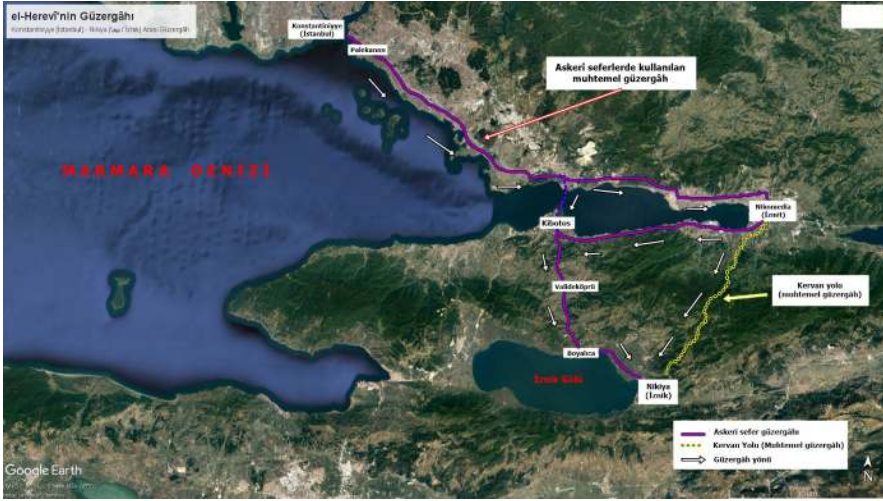 el-Herevî'nin Güzergâhı
Konstantiniyye (İstanbul) - Nikiya (İznik) Arası Güzergâh
Konstantiniyye
(İstanbul)
Pelekanon
Askerî seferlerde kullanılan
muhtemel güzergâh
MARMARA DENİZİ
Nikomedia
(İzmit)
Kibotos
Kervan yolu
(muhtemel güzergâh)
Valideköprü
Boyalıca
İznik Gölü
Nikiya
(İznik)
Askerî sefer güzergâhı
Kervan Yolu (Muhtemel güzergâh)
Güzergâh yönü
Google Earth
N